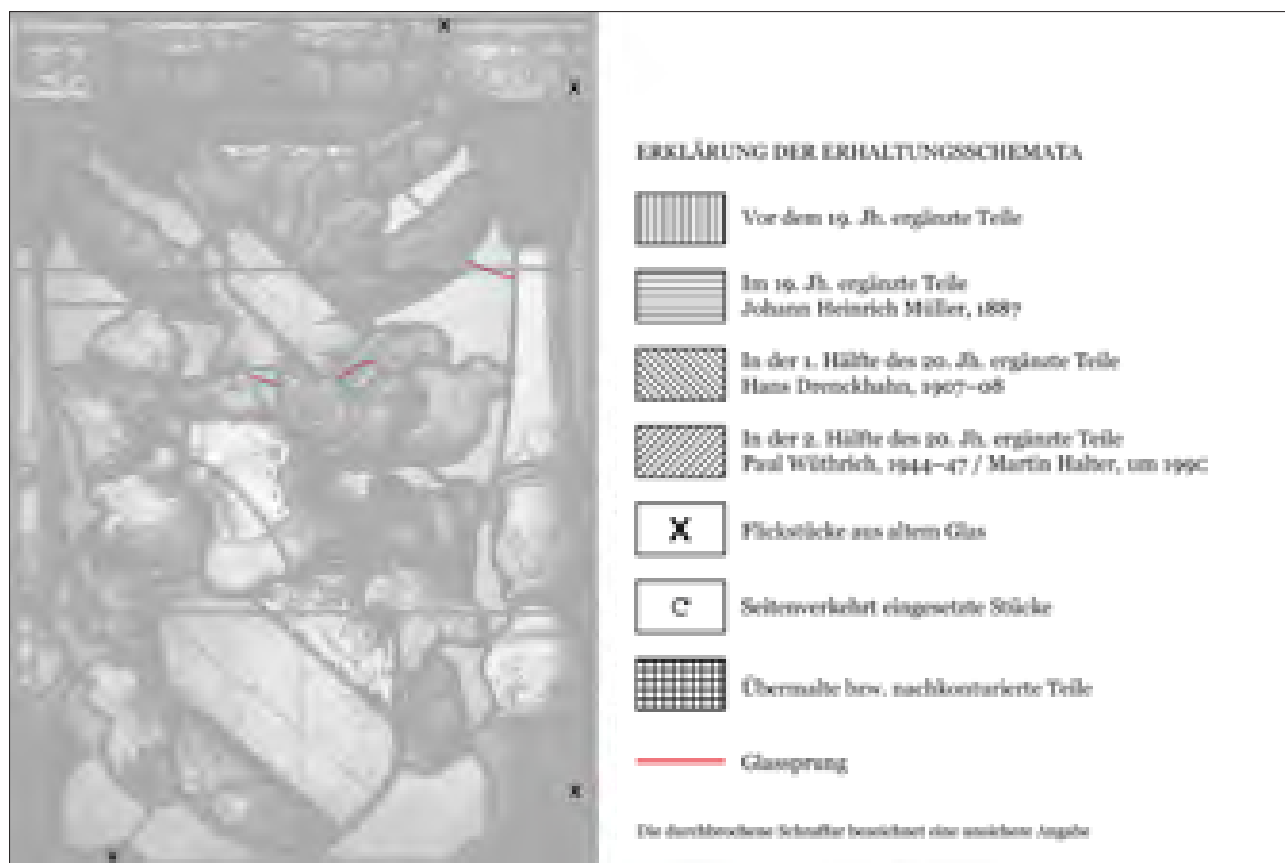 ERKLÄRUNG DER ERHALTUNGSSCHEMATA
Vor dem 19. Jh. ergänzte Teile
Im 19. Jh. ergänzte Teile
Johann Heinrich Müller, 1887
In der 1. Hälfte des 20. Jh. ergänzte Teile
Hans Drenckhahn, 1907–08
In der 2. Hälfte des 20. Jh. ergänzte Teile
Paul Wüthrich, 1944–47 / Martin Halter, um 1990
X Flickstücke aus altem Glas
C Seitenverkehrt eingesetzte Stücke
Übermalte bzw. nachkonturierte Teile
Glassprung
Die durchbrochene Schraffur bezeichnet eine unsichere Angabe
X
X
X
X